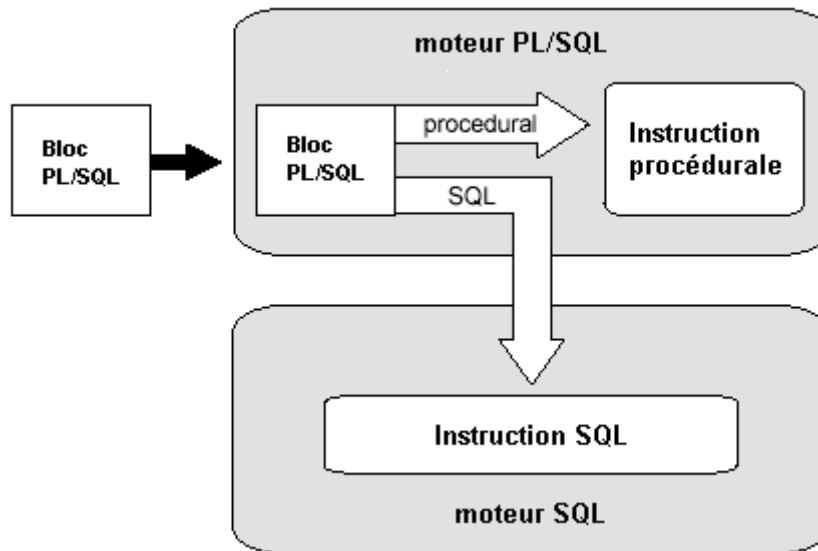 moteur PL/SQL
Bloc
PL/SQL
Bloc
PL/SQL
procedural
SQL
Instruction
procédurale
Instruction SQL
moteur SQL